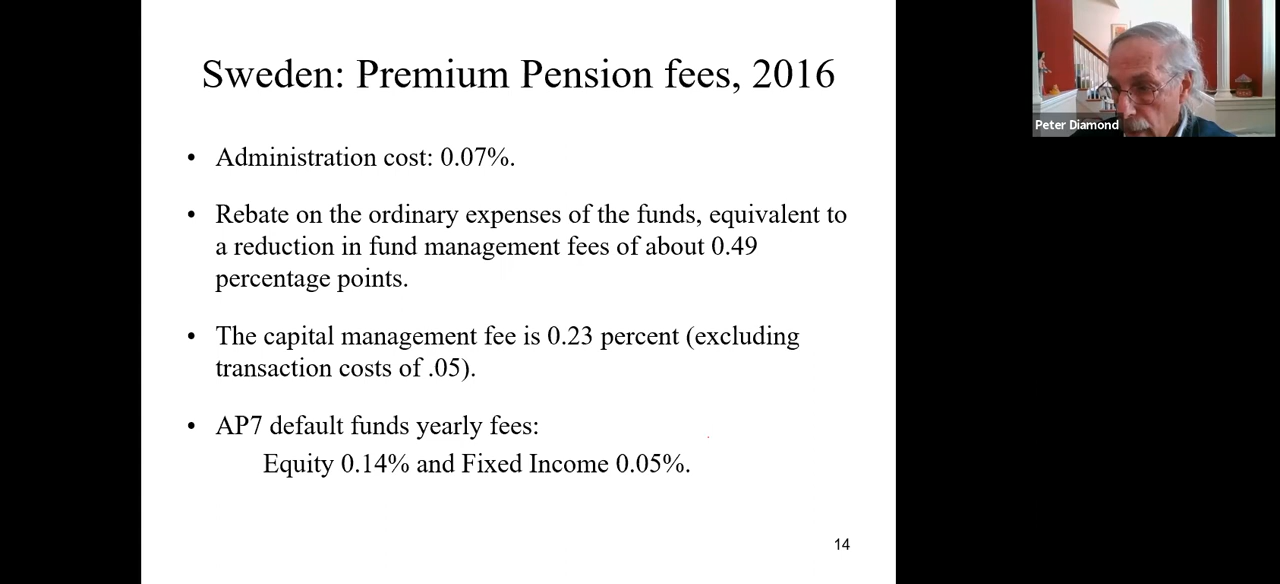 Sweden: Premium Pension fees, 2016
• Administration cost: 0.07%.
• Rebate on the ordinary expenses of the funds, equivalent to
a reduction in fund management fees of about 0.49
percentage points.
• The capital management fee is 0.23 percent (excluding
transaction costs of .05).
• AP7 default funds yearly fees:
Equity 0.14% and Fixed Income 0.05%.
14
Peter Diamond